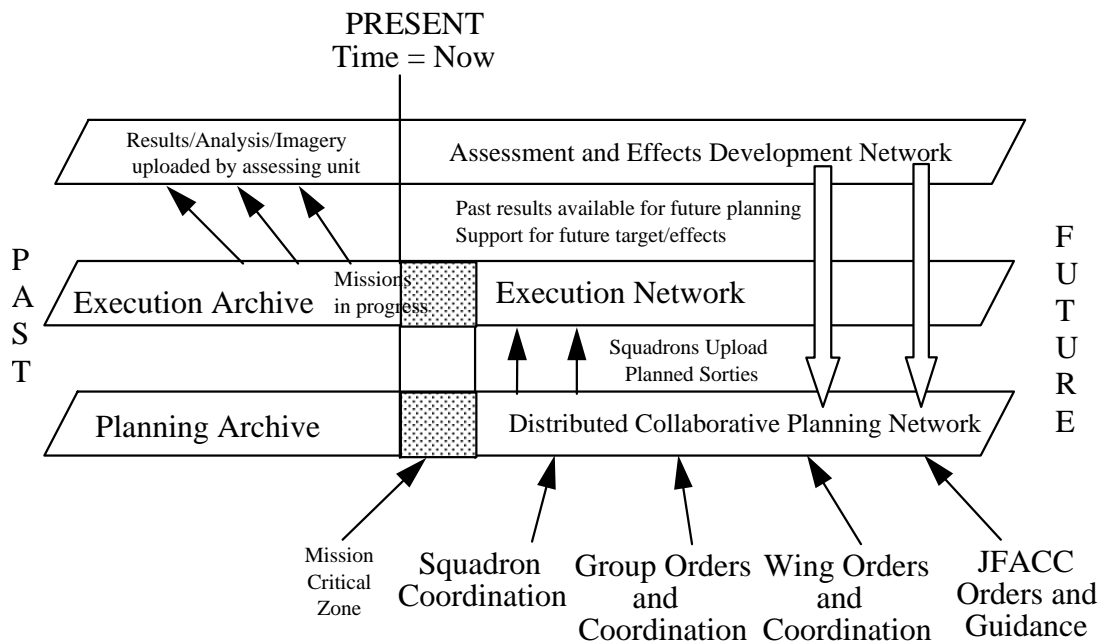 PRESENT
Time = Now
Results/Analysis/Imagery
uploaded by assessing unit
Assessment and Effects Development Network
Past results available for future planning
Support for future target/effects
PAST
FUTURE
Execution Archive
Missions
in progress
Execution Network
Squadrons Upload
Planned Sorties
Planning Archive
Distributed Collaborative Planning Network
Mission
Critical
Zone
Squadron
Coordination
Group Orders
and
Coordination
Wing Orders
and
Coordination
JFACC
Orders and
Guidance